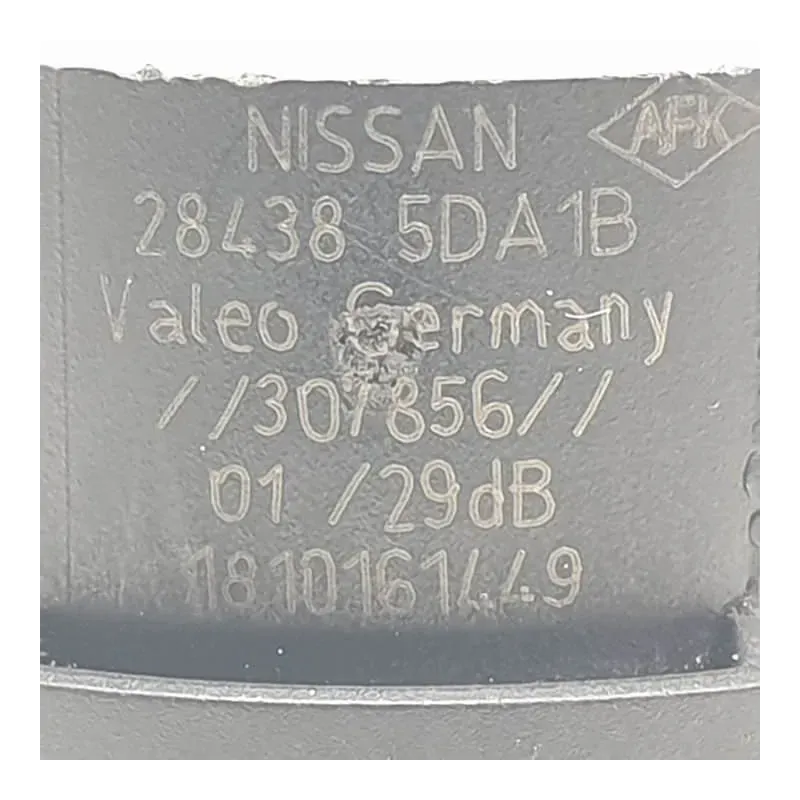 NISSAN AFK
28438 5DA1B
Valeo Germany
//30/856//
01 /29dB
1810161449